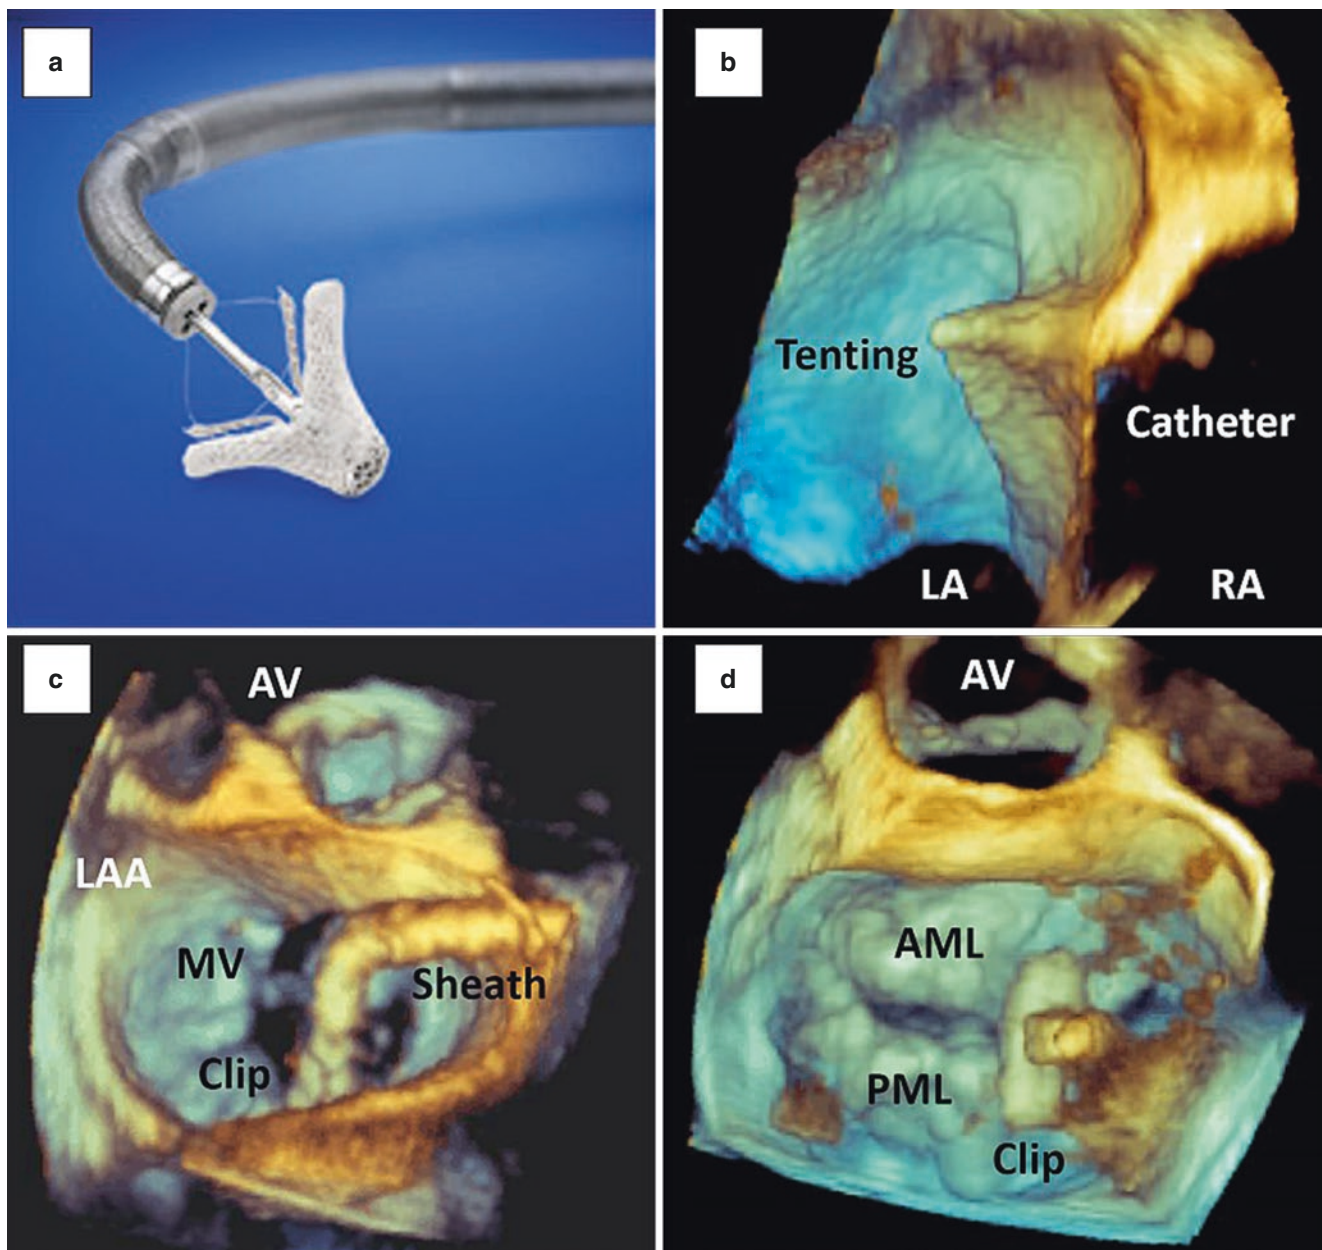 a
b
Tenting
Catheter
LA
RA
c
AV
LAA
MV
Sheath
Clip
d
AV
AML
PML
Clip